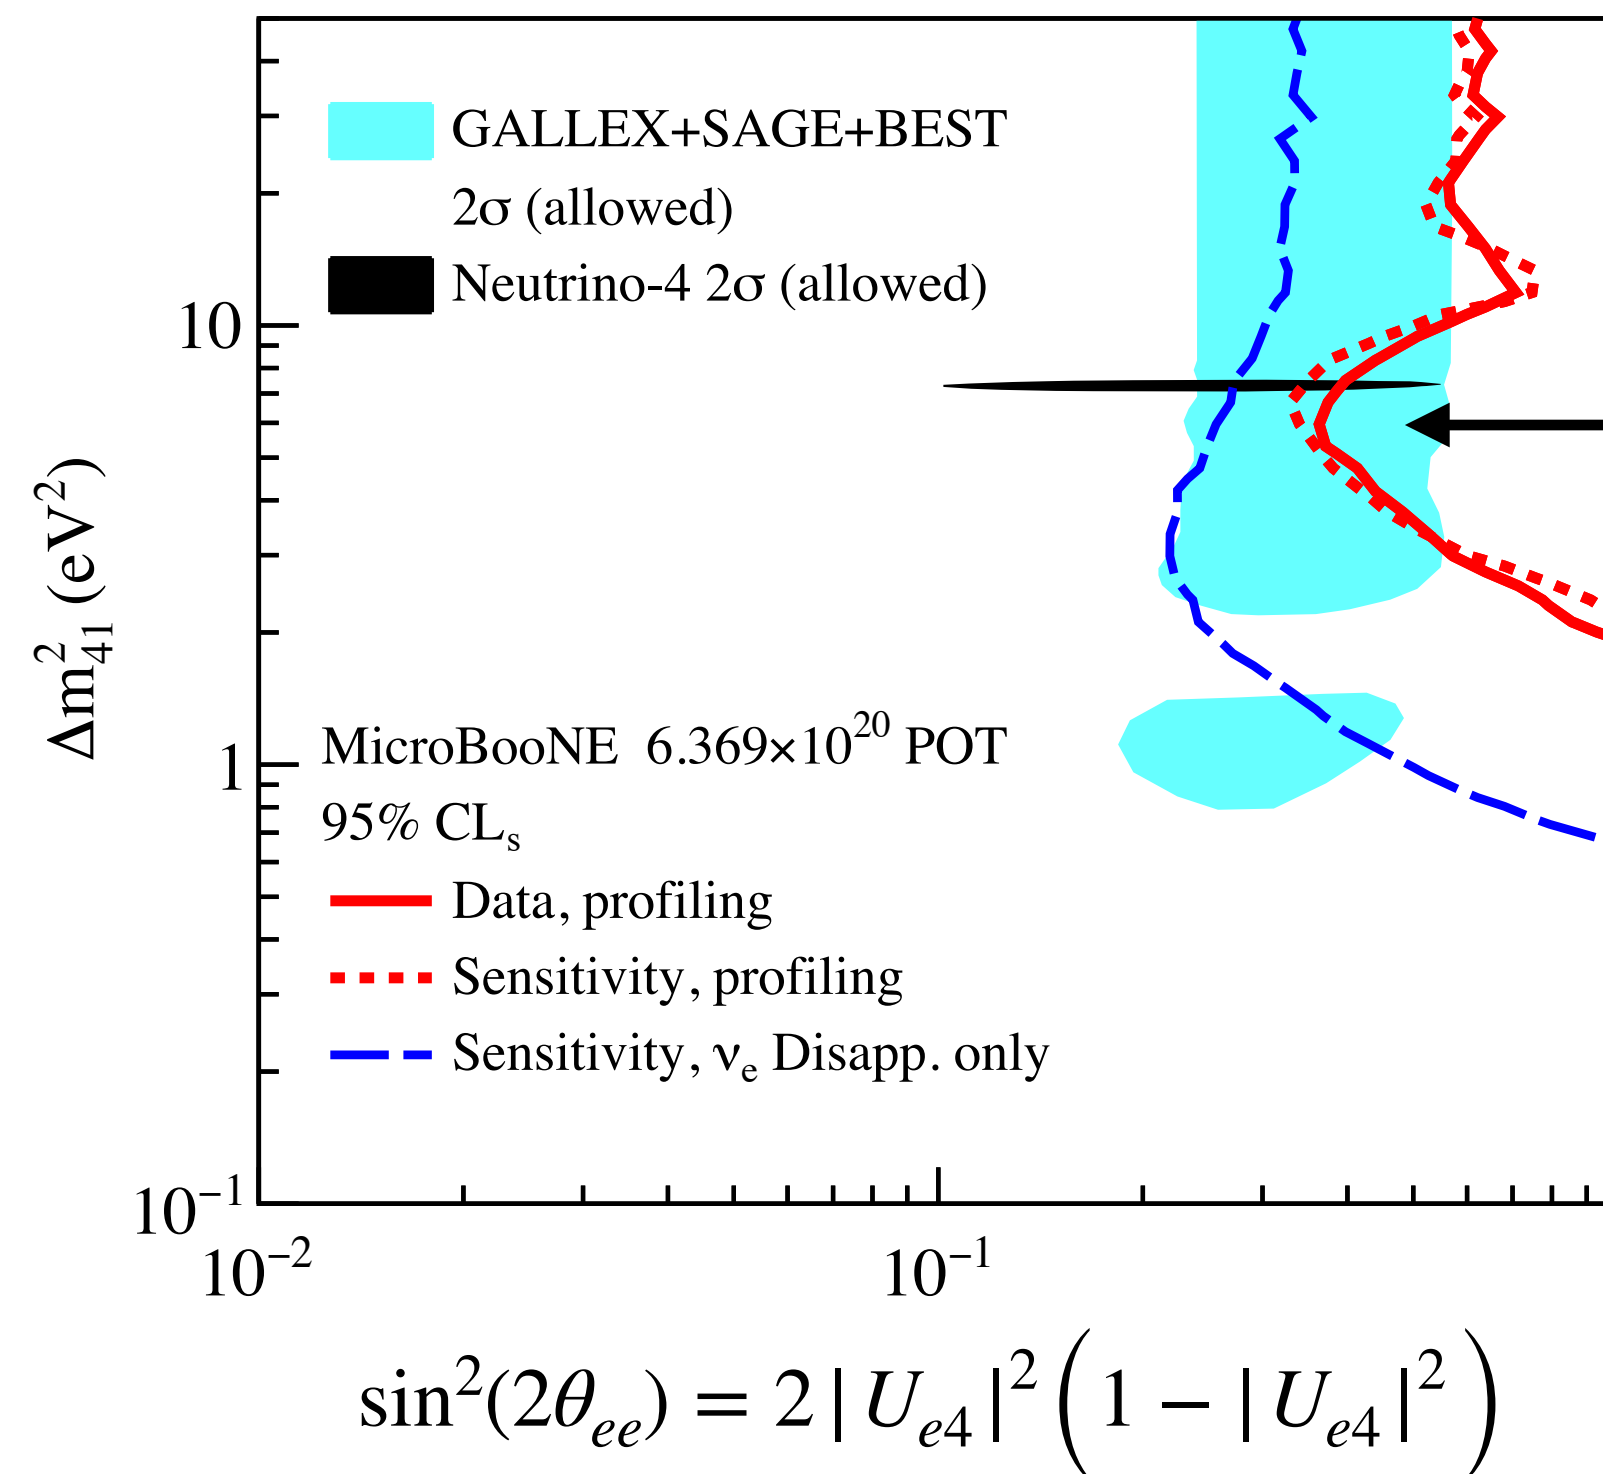 GALLEX+SAGE+BEST
2σ (allowed)
Neutrino-4 2σ (allowed)
10
Δm²₄₁ (eV²)
1
MicroBooNE 6.369×10²⁰ POT
95% CLₛ
Data, profiling
Sensitivity, profiling
Sensitivity, νₑ Disapp. only
10⁻¹
10⁻² 10⁻¹
sin²(2θₑₑ) = 2|Uₑ₄|²(1 − |Uₑ₄|²)